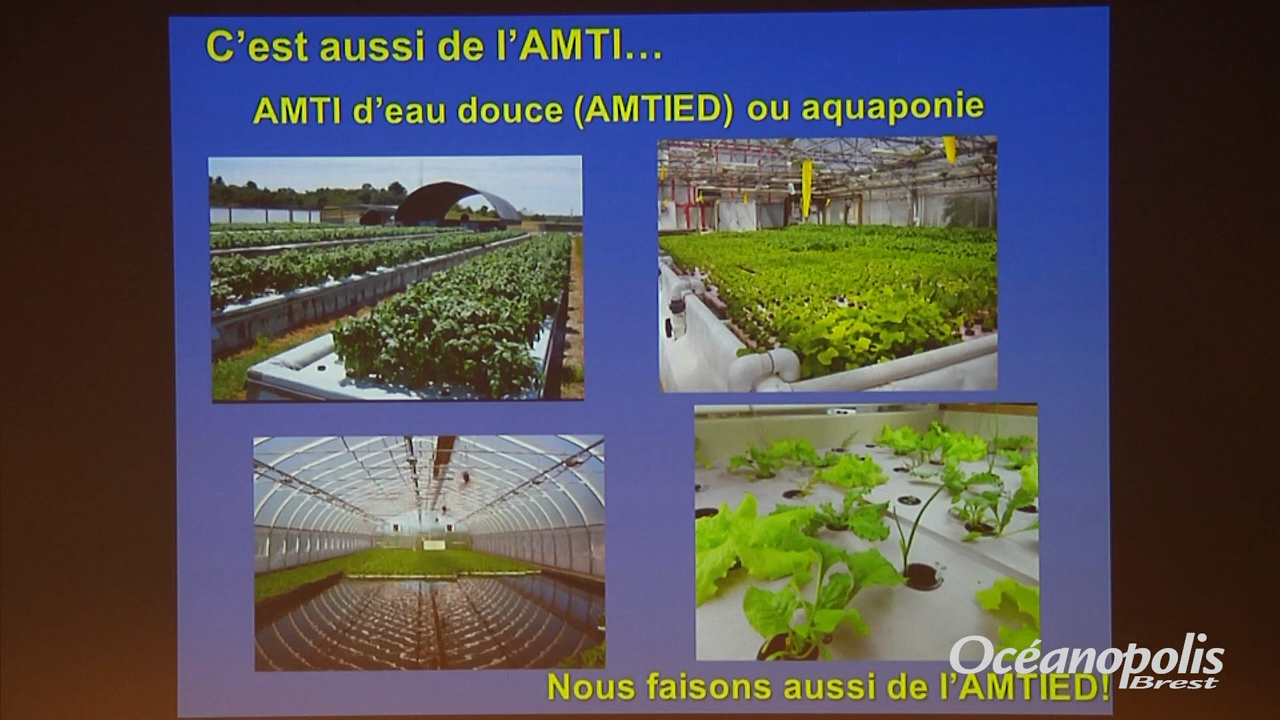 C'est aussi de l'AMTI...
AMTI d'eau douce (AMTIED) ou aquaponie
Nous faisons aussi de l'AMTIED!
Océanopolis
Brest